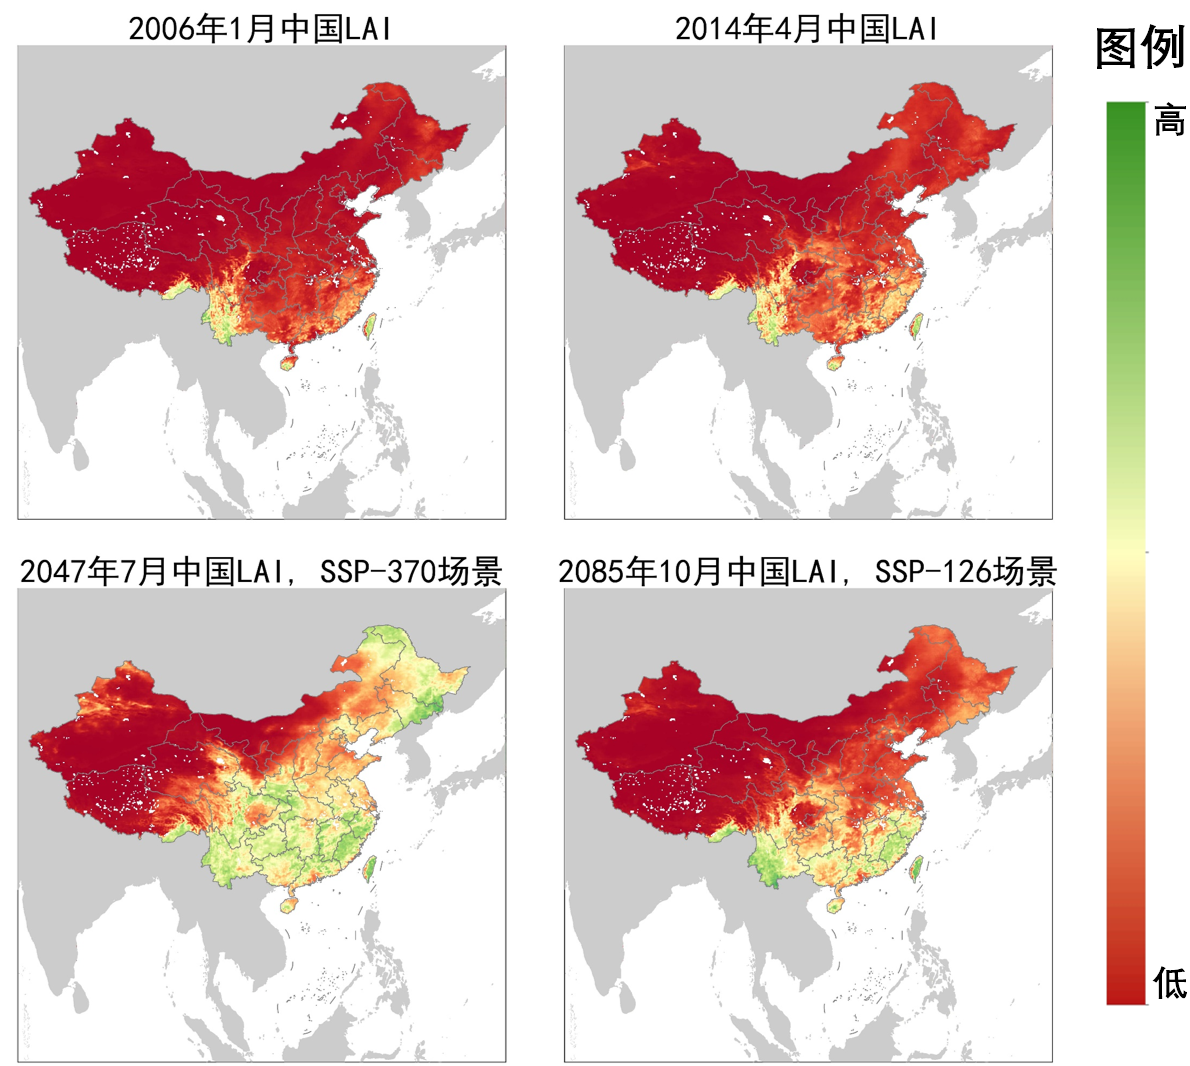 2006年1月中国LAI
2014年4月中国LAI
图例
高
低
2047年7月中国LAI, SSP-370场景
2085年10月中国LAI, SSP-126场景